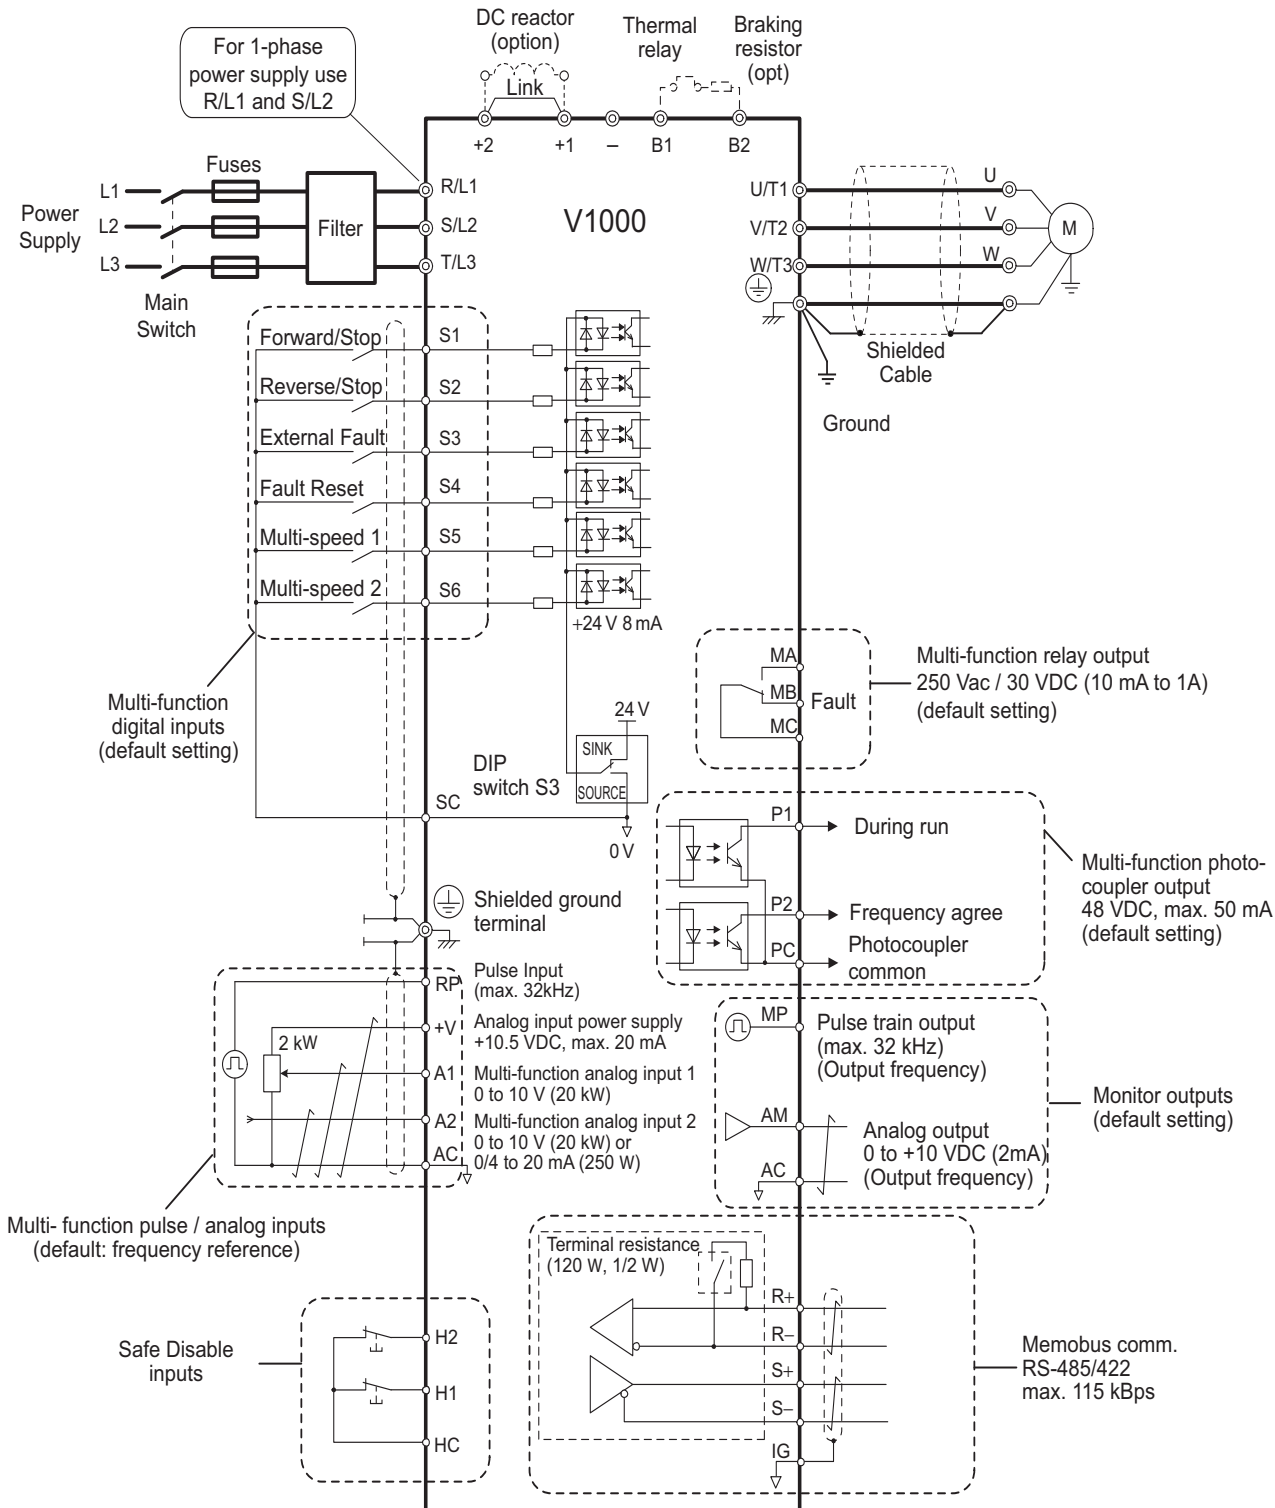 DC reactor
(option)
Thermal
relay
Braking
resistor
(opt)
For 1-phase
power supply use
R/L1 and S/L2
Link
+2
+1
–
B1
B2
Fuses
Power
Supply
L1
L2
L3
Filter
R/L1
S/L2
T/L3
V1000
U/T1
V/T2
W/T3
U
V
W
M
Main
Switch
Shielded
Cable
Ground
Forward/Stop
S1
Reverse/Stop
S2
External Fault
S3
Fault Reset
S4
Multi-speed 1
S5
Multi-speed 2
S6
+24 V 8 mA
Multi-function
digital inputs
(default setting)
24 V
DIP
switch S3
SINK
SOURCE
SC
0 V
MA
MB
MC
Fault
Multi-function relay output
250 Vac / 30 VDC (10 mA to 1A)
(default setting)
P1
During run
P2
Frequency agree
PC
Photocoupler
common
Multi-function photo-
coupler output
48 VDC, max. 50 mA
(default setting)
Shielded ground
terminal
RP
Pulse Input
(max. 32kHz)
+V
Analog input power supply
+10.5 VDC, max. 20 mA
2 kW
A1
Multi-function analog input 1
0 to 10 V (20 kW)
A2
Multi-function analog input 2
0 to 10 V (20 kW) or
0/4 to 20 mA (250 W)
AC
Multi- function pulse / analog inputs
(default: frequency reference)
MP
Pulse train output
(max. 32 kHz)
(Output frequency)
AM
Analog output
0 to +10 VDC (2mA)
(Output frequency)
AC
Monitor outputs
(default setting)
Terminal resistance
(120 W, 1/2 W)
R+
R–
S+
S–
IG
Memobus comm.
RS-485/422
max. 115 kBps
Safe Disable
inputs
H2
H1
HC